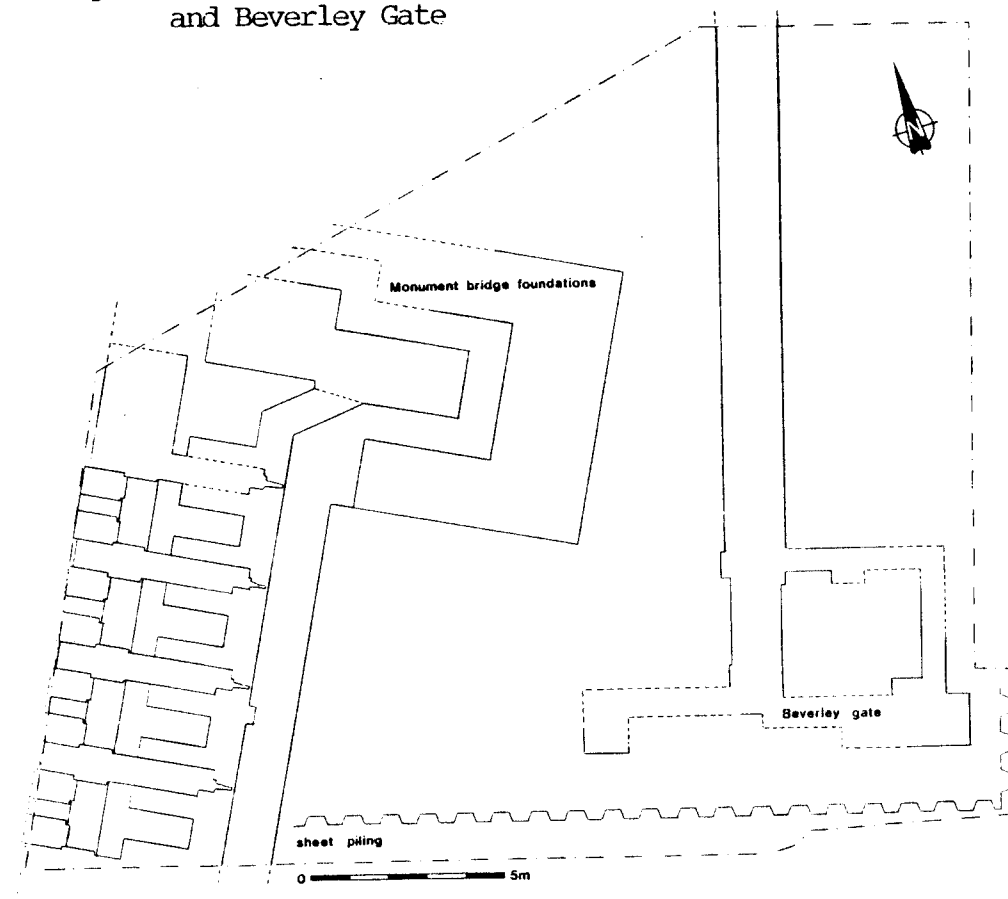 and Beverley Gate
N
Monument bridge foundations
Beverley gate
sheet piling
0 5m